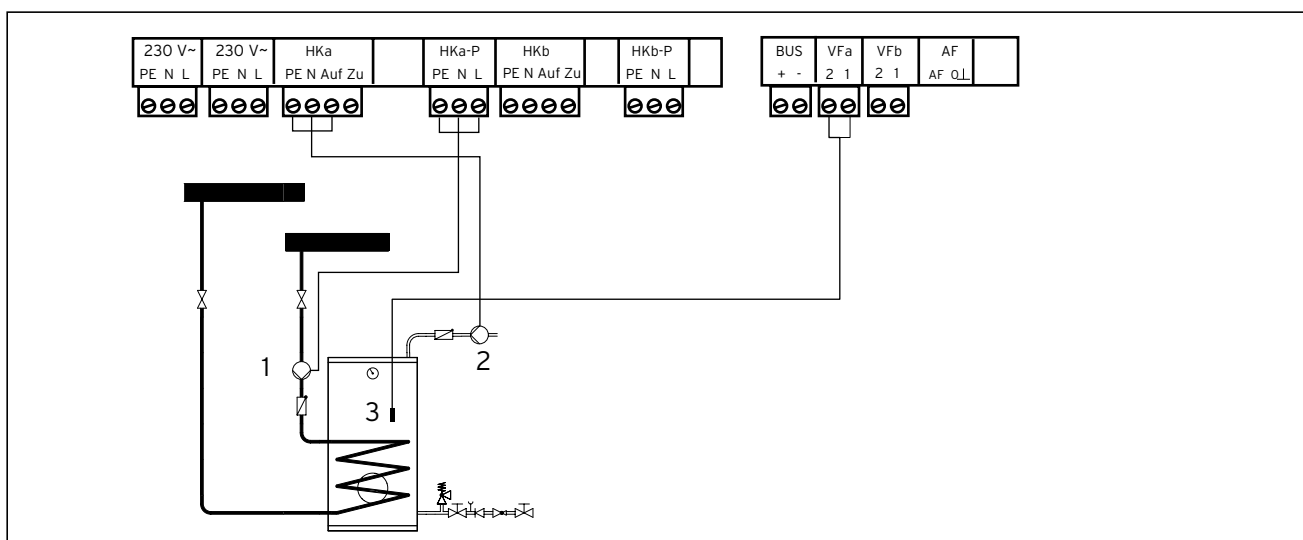 230 V~ 230 V~ HKa HKa-P HKb HKb-P BUS VFa VFb AF
PE N L PE N L PE N Auf Zu PE N L PE N Auf Zu PE N L + - 2 1 2 1 AF 0⊥
1
2
3